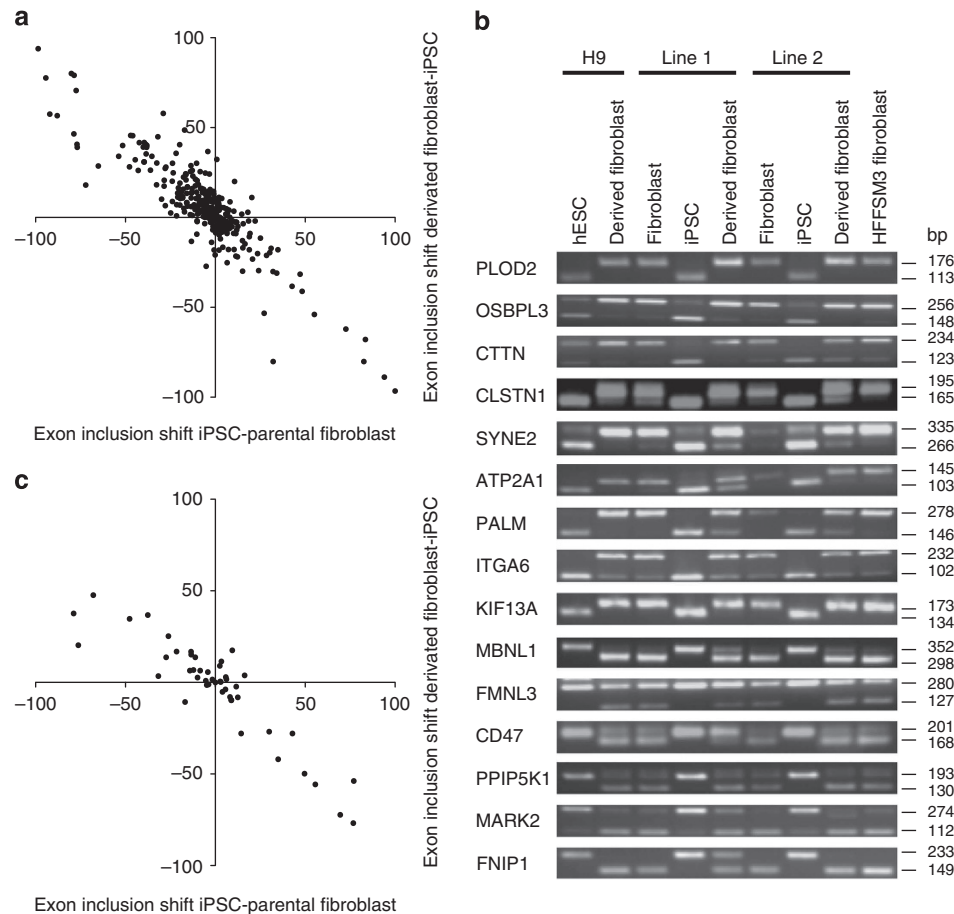 a
100
50
−100
−50
50
100
−50
−100
Exon inclusion shift derivated fibroblast-iPSC
Exon inclusion shift iPSC-parental fibroblast
b
H9
Line 1
Line 2
hESC
Derived fibroblast
Fibroblast
iPSC
Derived fibroblast
Fibroblast
iPSC
Derived fibroblast
HFFSM3 fibroblast
bp
PLOD2
176
113
OSBPL3
256
148
CTTN
234
123
CLSTN1
195
165
SYNE2
335
266
ATP2A1
145
103
PALM
278
146
ITGA6
232
102
KIF13A
173
134
MBNL1
352
298
FMNL3
280
127
CD47
201
168
PPIP5K1
193
130
MARK2
274
112
FNIP1
233
149
c
100
50
−100
−50
50
100
−50
−100
Exon inclusion shift derivated fibroblast-iPSC
Exon inclusion shift iPSC-parental fibroblast